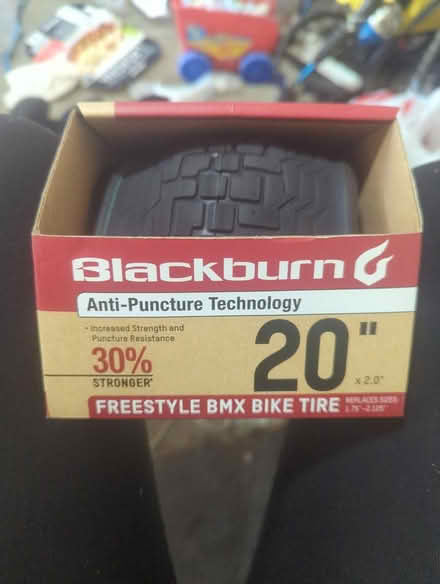 Blackburn
Anti-Puncture Technology
• Increased Strength and
Puncture Resistance
30%
STRONGER*
20"
x 2.0"
FREESTYLE BMX BIKE TIRE
REPLACES SIZES:
1.75"-2.125"